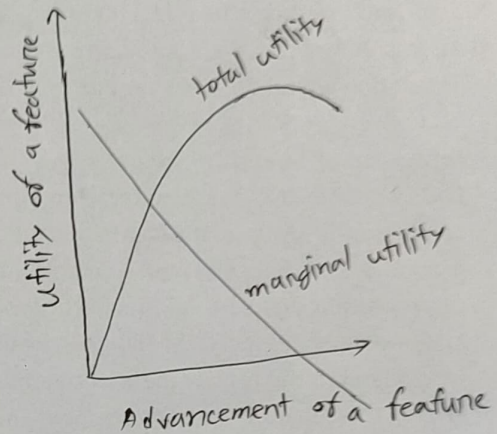 total utility
Utility of a feature
marginal utility
Advancement of a feature